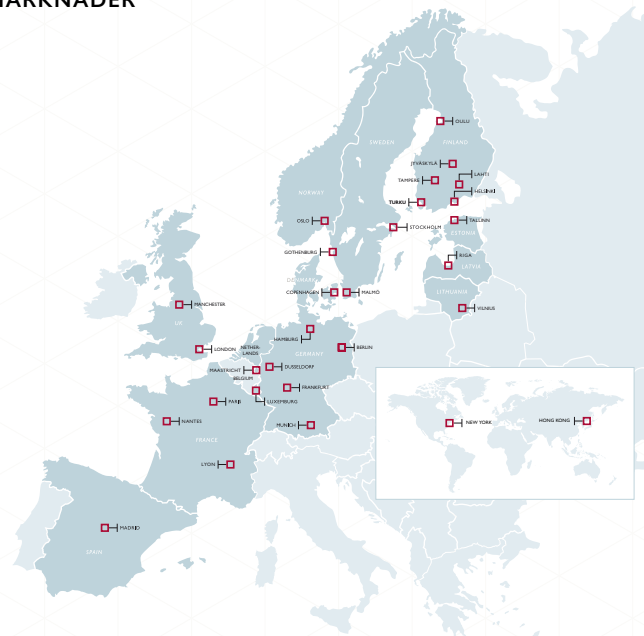 MARKNADER
OULU
SWEDEN
FINLAND
JYVÄSKYLÄ
LAHTI
TAMPERE
HELSINKI
NORWAY
TURKU
OSLO
STOCKHOLM
TALLINN
ESTONIA
GOTHENBURG
RIGA
LATVIA
DENMARK
COPENHAGEN
MALMÖ
LITHUANIA
MANCHESTER
VILNIUS
UK
HAMBURG
LONDON
NETHER-
LANDS
BERLIN
GERMANY
MAASTRICHT
DUSSELDORF
BELGIUM
FRANKFURT
PARIS
LUXEMBURG
NANTES
MUNICH
NEW YORK
HONG KONG
FRANCE
LYON
MADRID
SPAIN